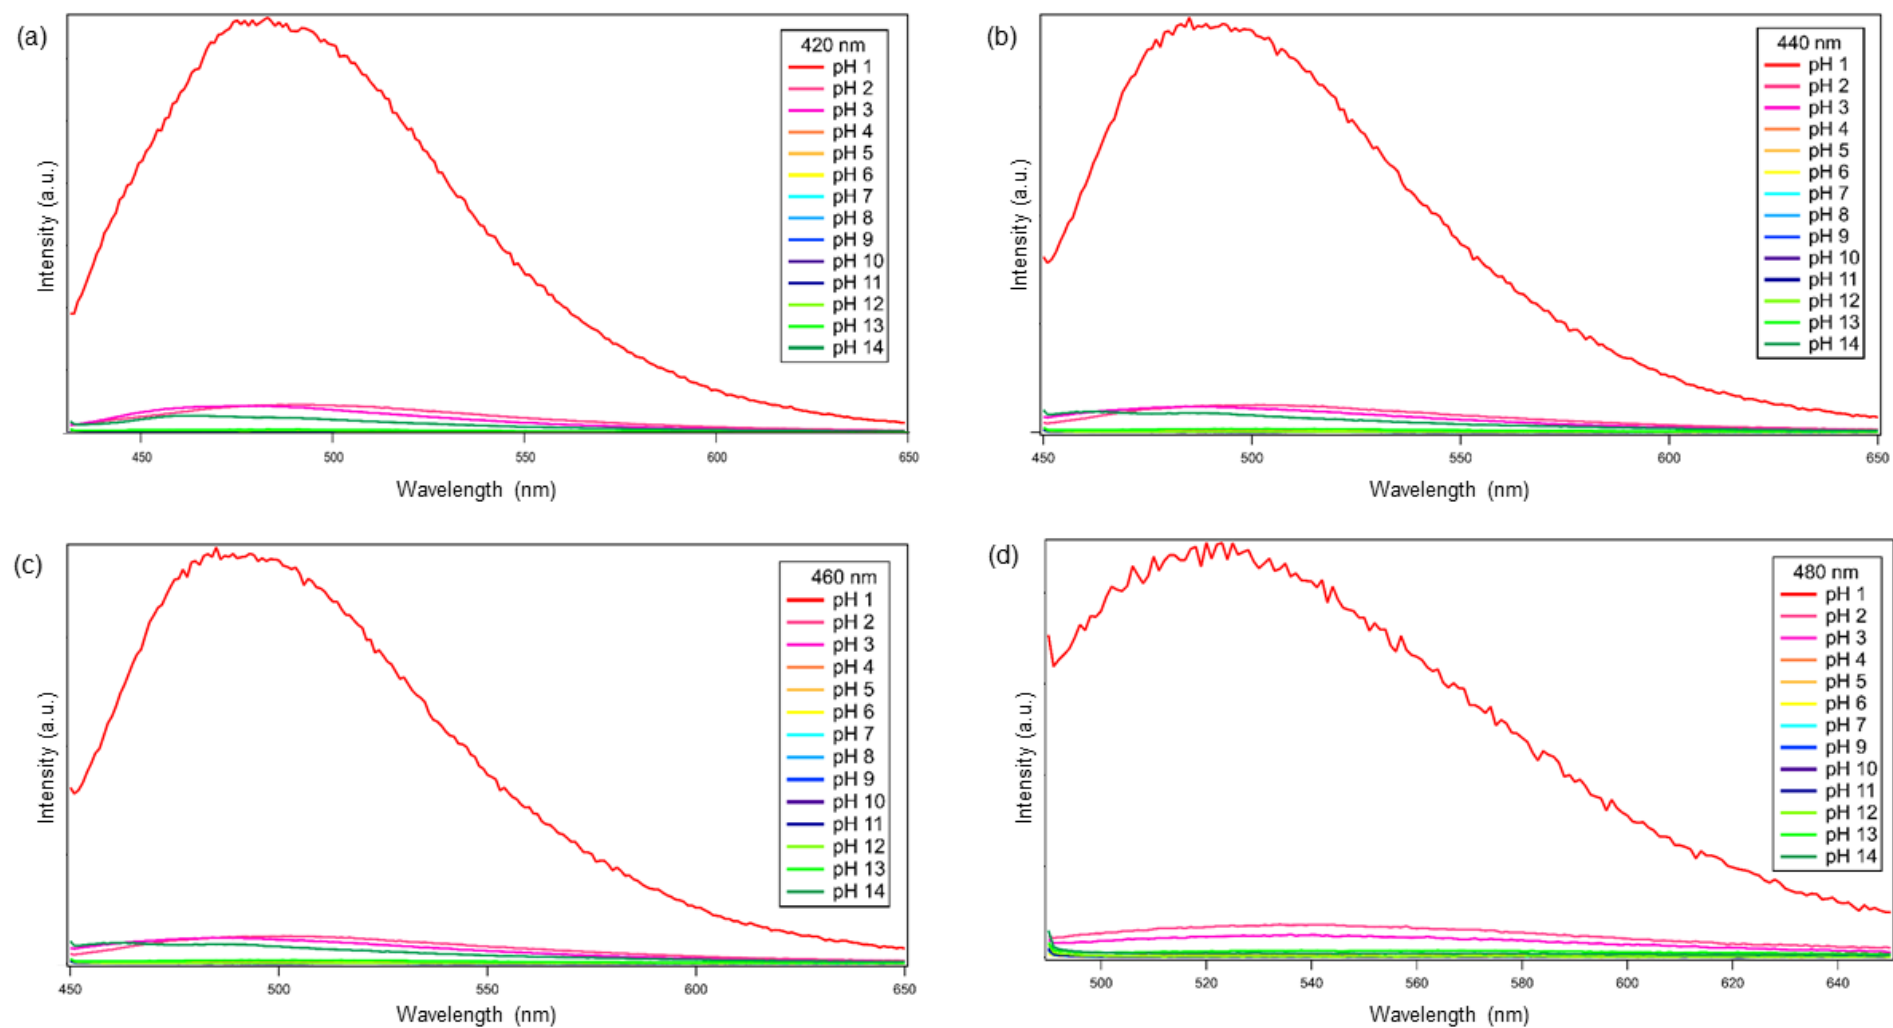 (a)
420 nm
pH 1
pH 2
pH 3
pH 4
pH 5
pH 6
pH 7
pH 8
pH 9
pH 10
pH 11
pH 12
pH 13
pH 14
Intensity (a.u.)
450 500 550 600 650
Wavelength (nm)
(b)
440 nm
pH 1
pH 2
pH 3
pH 4
pH 5
pH 6
pH 7
pH 8
pH 9
pH 10
pH 11
pH 12
pH 13
pH 14
Intensity (a.u.)
450 500 550 600 650
Wavelength (nm)
(c)
460 nm
pH 1
pH 2
pH 3
pH 4
pH 5
pH 6
pH 7
pH 8
pH 9
pH 10
pH 11
pH 12
pH 13
pH 14
Intensity (a.u.)
450 500 550 600 650
Wavelength (nm)
(d)
480 nm
pH 1
pH 2
pH 3
pH 4
pH 5
pH 6
pH 7
pH 9
pH 10
pH 11
pH 12
pH 13
pH 14
Intensity (a.u.)
500 520 540 560 580 600 620 640
Wavelength (nm)